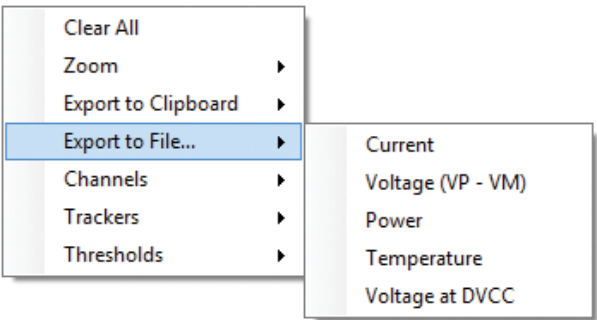 Clear All
Zoom
Export to Clipboard
Export to File...
Channels
Trackers
Thresholds
Current
Voltage (VP - VM)
Power
Temperature
Voltage at DVCC